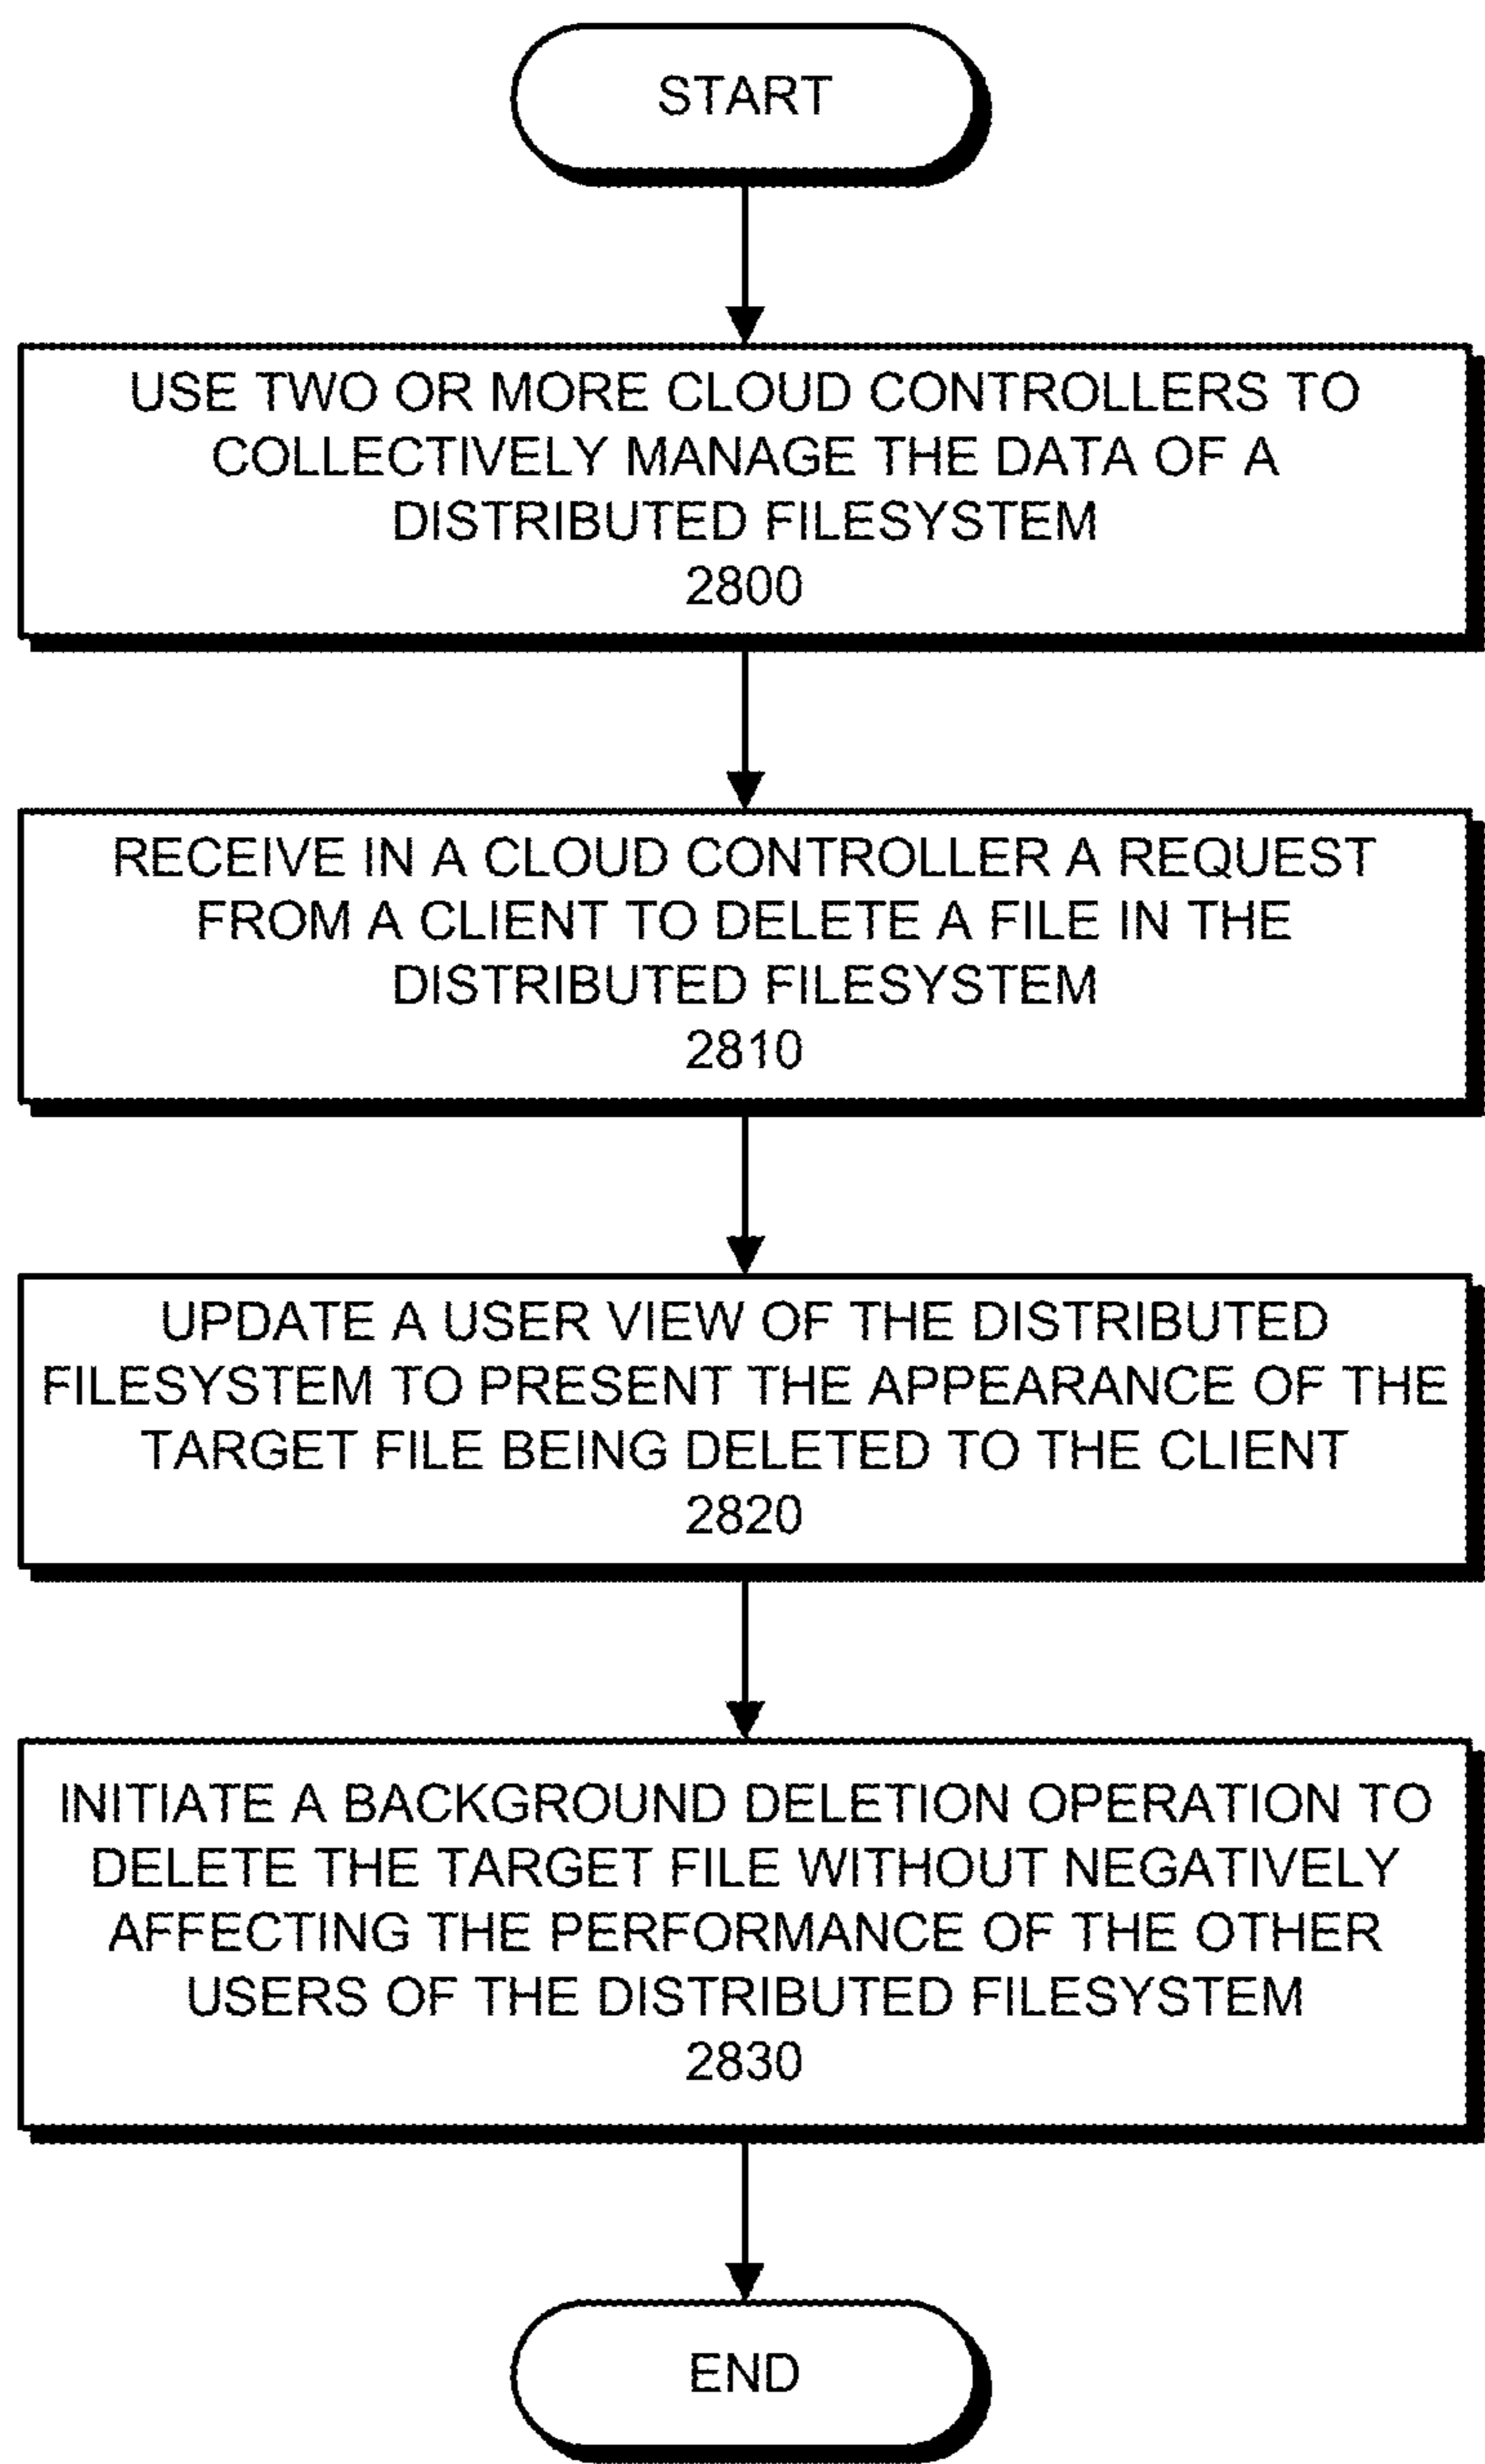 START
USE TWO OR MORE CLOUD CONTROLLERS TO
COLLECTIVELY MANAGE THE DATA OF A
DISTRIBUTED FILESYSTEM
2800
RECEIVE IN A CLOUD CONTROLLER A REQUEST
FROM A CLIENT TO DELETE A FILE IN THE
DISTRIBUTED FILESYSTEM
2810
UPDATE A USER VIEW OF THE DISTRIBUTED
FILESYSTEM TO PRESENT THE APPEARANCE OF THE
TARGET FILE BEING DELETED TO THE CLIENT
2820
INITIATE A BACKGROUND DELETION OPERATION TO
DELETE THE TARGET FILE WITHOUT NEGATIVELY
AFFECTING THE PERFORMANCE OF THE OTHER
USERS OF THE DISTRIBUTED FILESYSTEM
2830
END